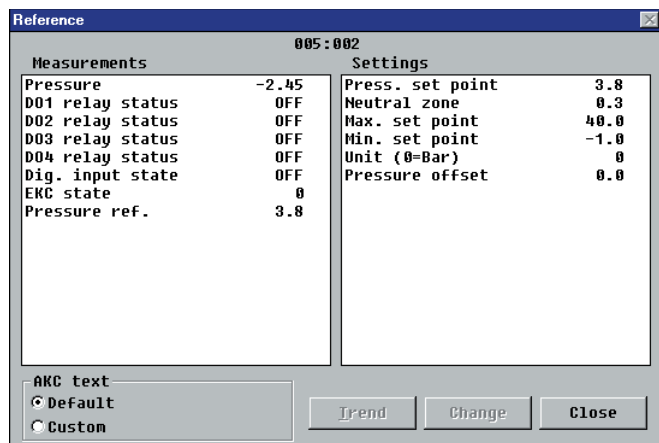 Reference
005:002
Measurements
Pressure -2.45
DO1 relay status OFF
DO2 relay status OFF
DO3 relay status OFF
DO4 relay status OFF
Dig. input state OFF
EKC state 0
Pressure ref. 3.8
Settings
Press. set point 3.8
Neutral zone 0.3
Max. set point 40.0
Min. set point -1.0
Unit (0=Bar) 0
Pressure offset 0.0
AKC text
Default
Custom
Trend
Change
Close